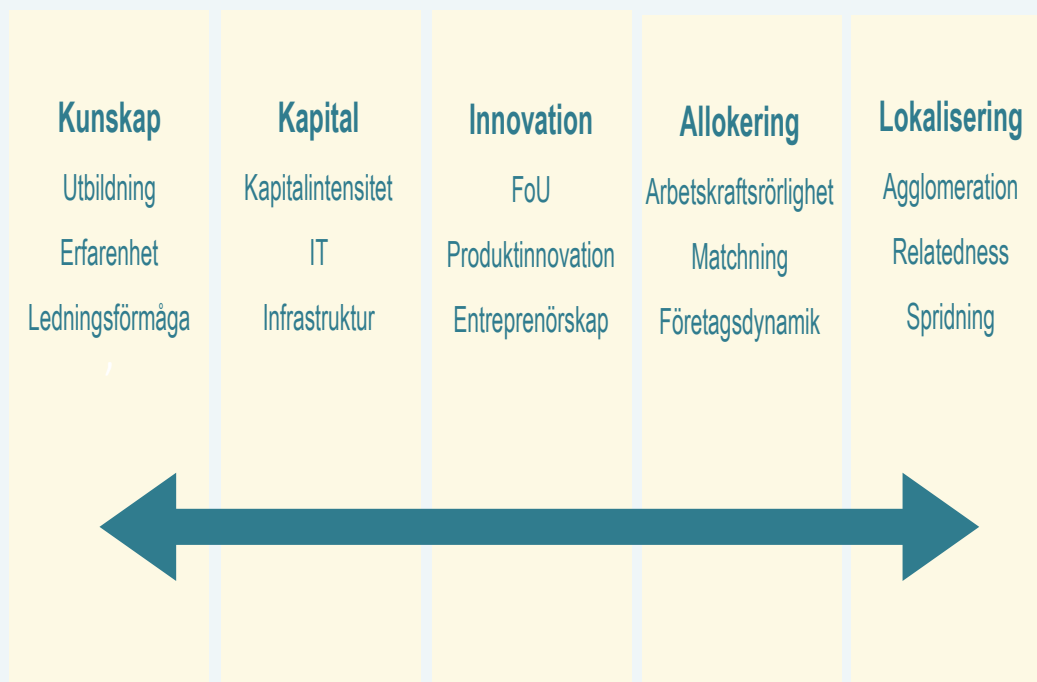 Kunskap
Utbildning
Erfarenhet
Ledningsförmåga
,
Kapital
Kapitalintensitet
IT
Infrastruktur
Innovation
FoU
Produktinnovation
Entreprenörskap
Allokering
Arbetskraftsrörlighet
Matchning
Företagsdynamik
Lokalisering
Agglomeration
Relatedness
Spridning